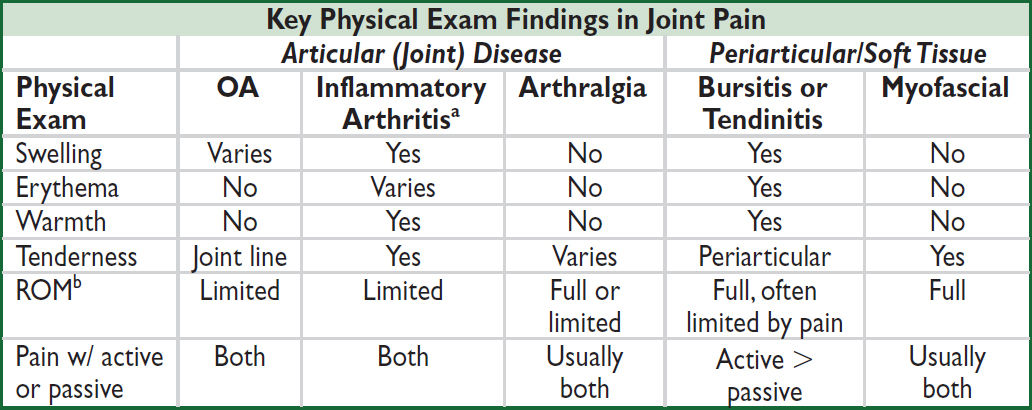 Key Physical Exam Findings in Joint Pain
Articular (Joint) Disease Periarticular/Soft Tissue
Physical Exam OA Inflammatory Arthritisᵃ Arthralgia Bursitis or Tendinitis Myofascial
Swelling Varies Yes No Yes No
Erythema No Varies No Yes No
Warmth No Yes No Yes No
Tenderness Joint line Yes Varies Periarticular Yes
ROMᵇ Limited Limited Full or limited Full, often limited by pain Full
Pain w/ active or passive Both Both Usually both Active > passive Usually both